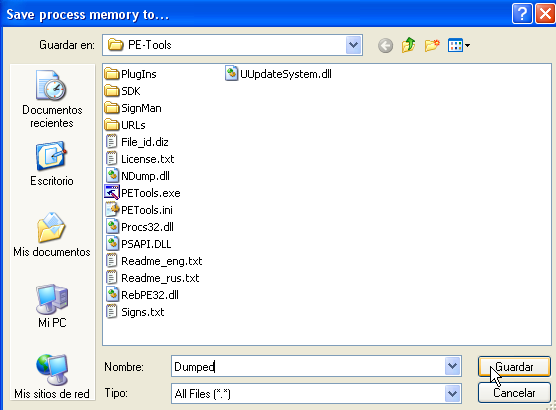 Save process memory to...
Guardar en:
PE-Tools
Documentos
recientes
Escritorio
Mis documentos
Mi PC
Mis sitios de red
PlugIns
SDK
SignMan
URLs
File_id.diz
License.txt
NDump.dll
PETools.exe
PETools.ini
Procs32.dll
PSAPI.DLL
Readme_eng.txt
Readme_rus.txt
RebPE32.dll
Signs.txt
UUpdateSystem.dll
Nombre:
Dumped
Guardar
Tipo:
All Files (*.*)
Cancelar